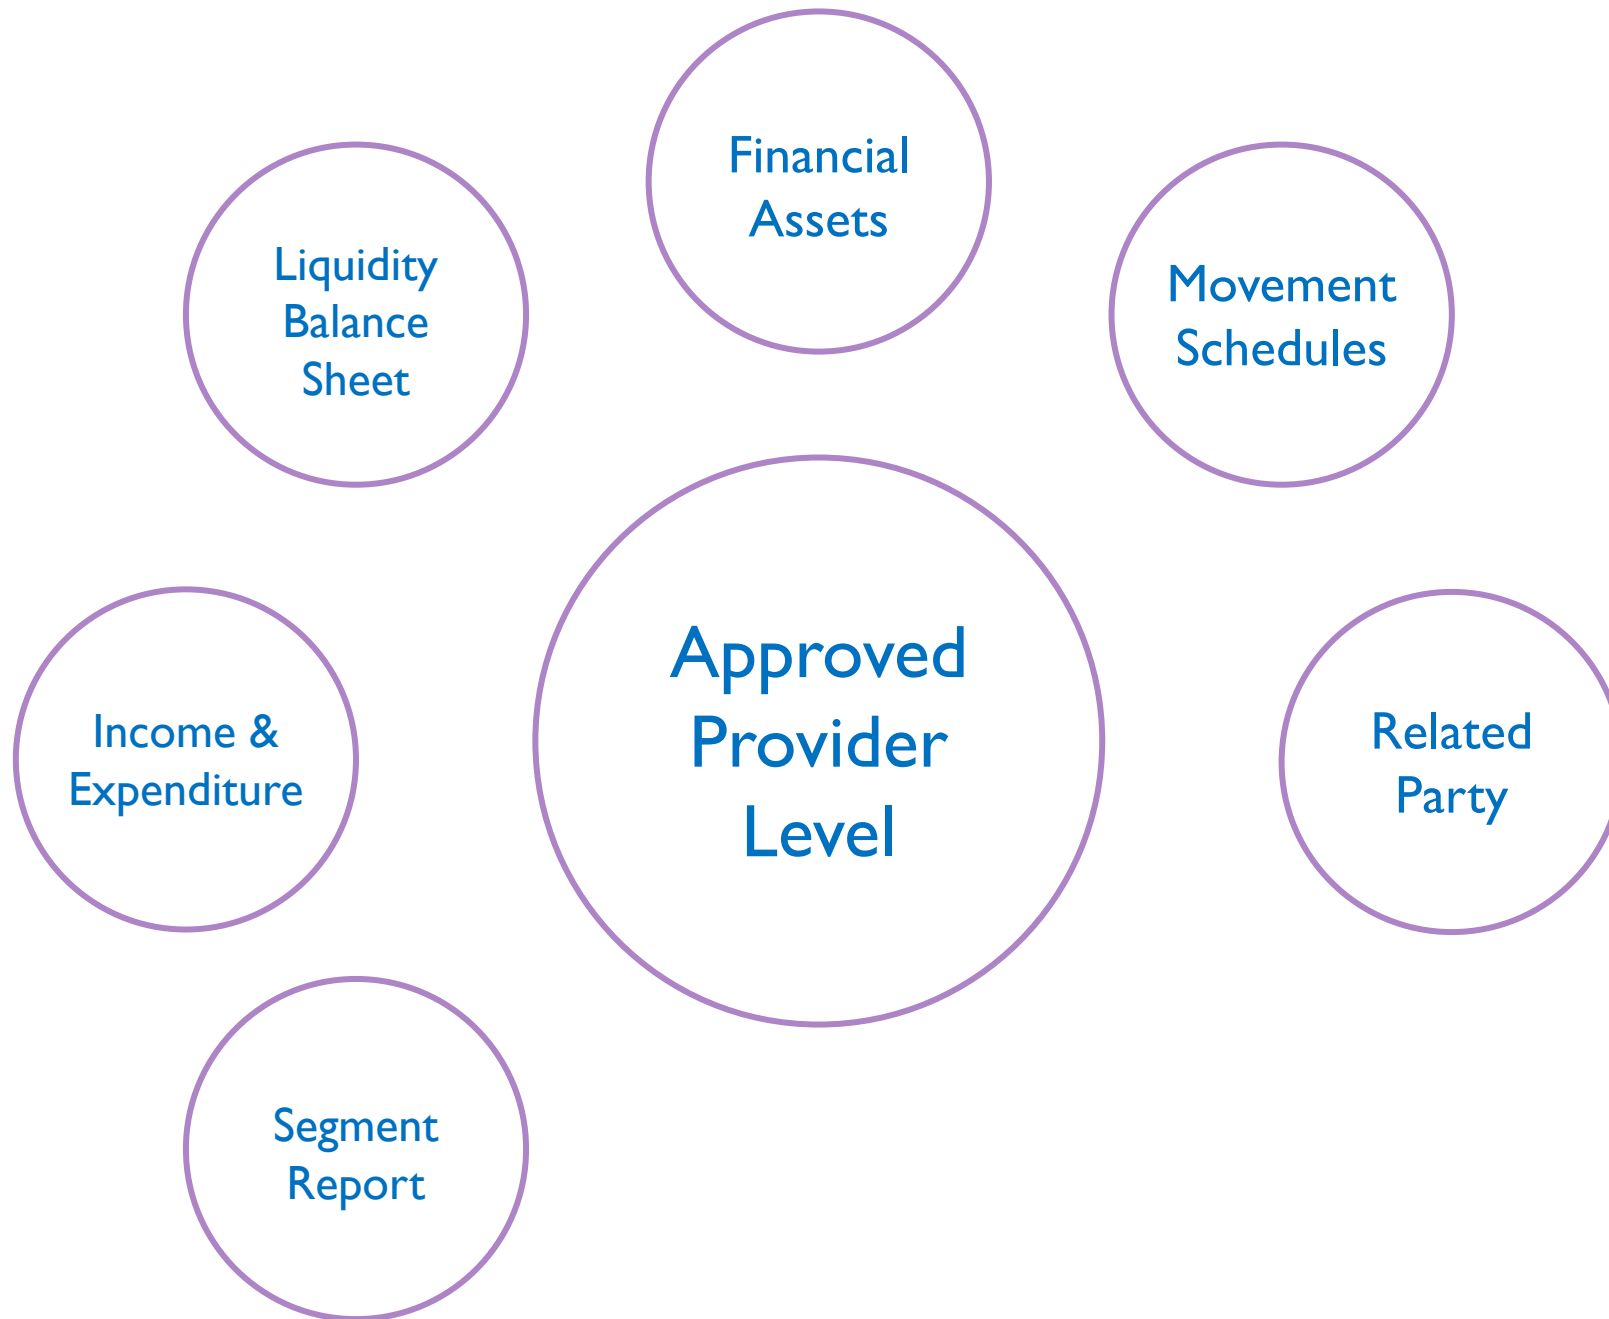 Financial
Assets
Liquidity
Balance
Sheet
Movement
Schedules
Approved
Provider
Level
Income &
Expenditure
Related
Party
Segment
Report